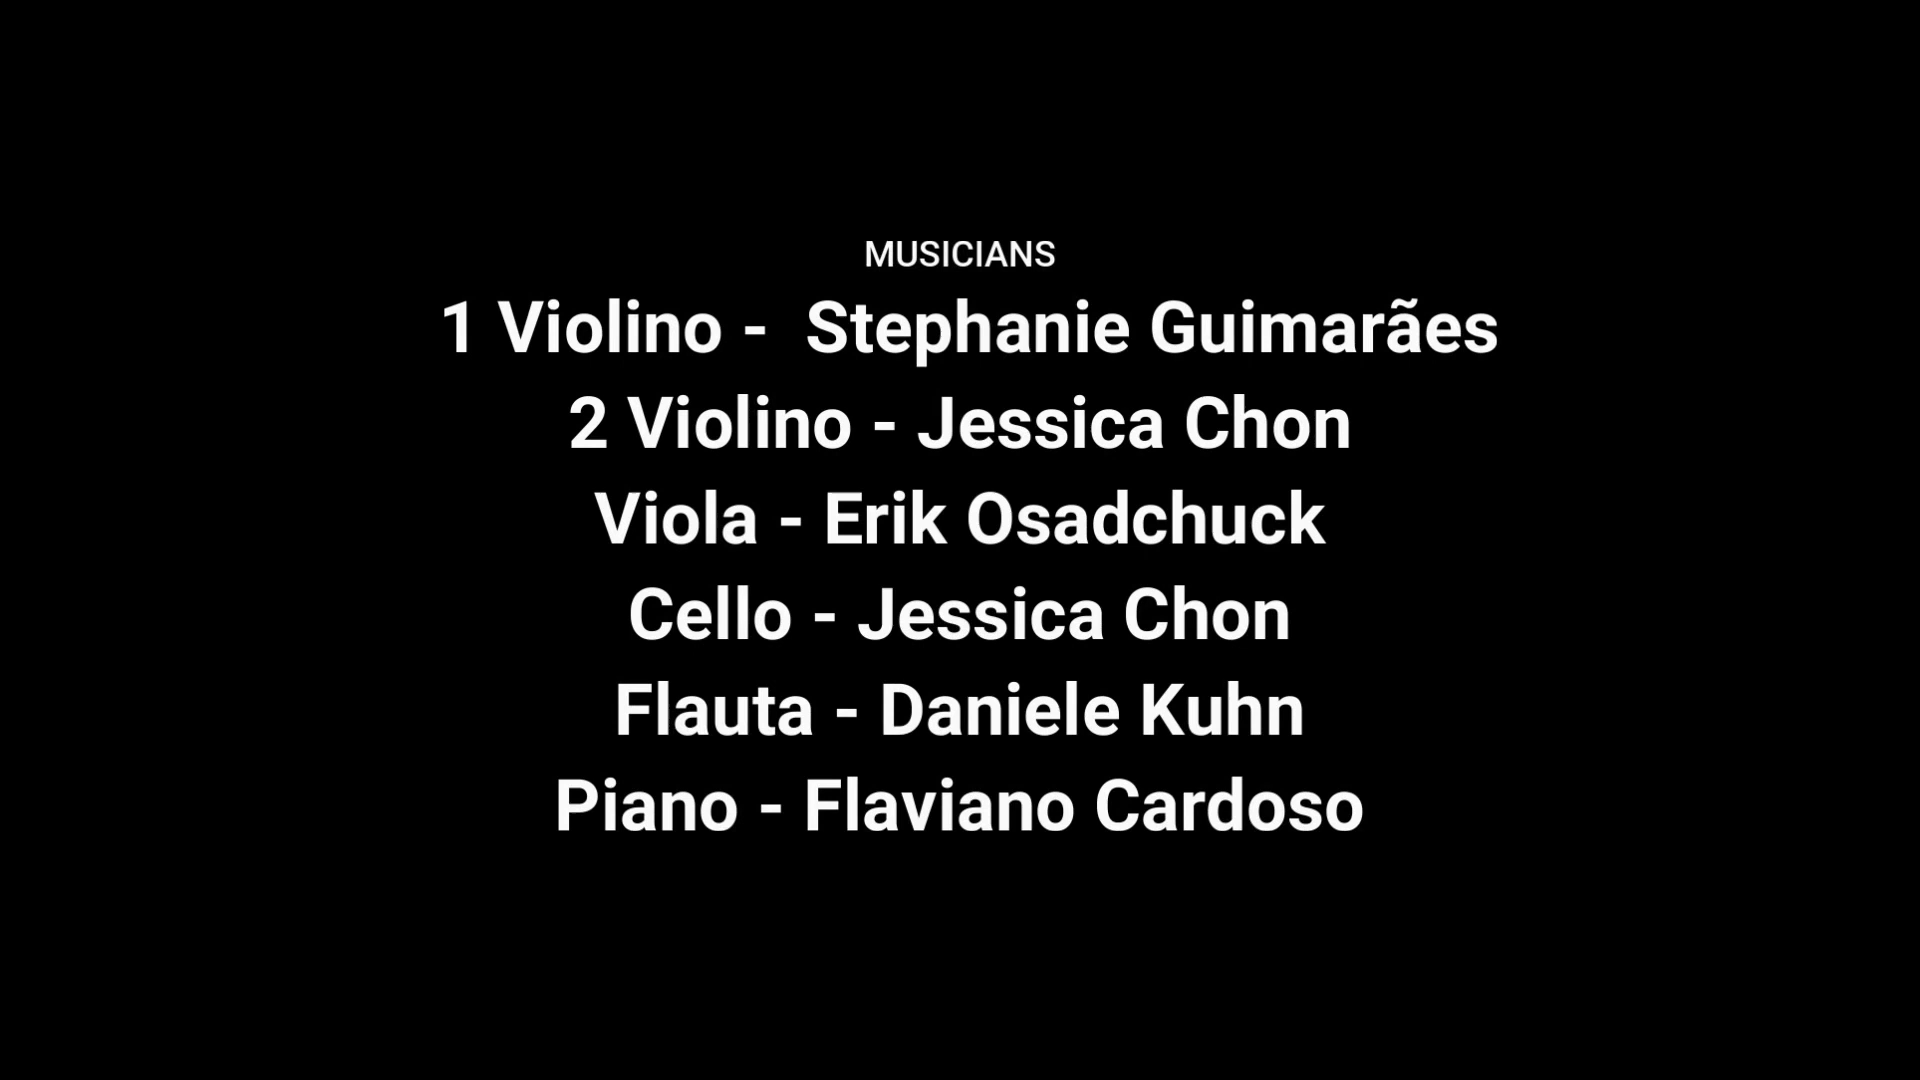 MUSICIANS
1 Violino -  Stephanie Guimarães
2 Violino - Jessica Chon
Viola - Erik Osadchuck
Cello - Jessica Chon
Flauta - Daniele Kuhn
Piano - Flaviano Cardoso